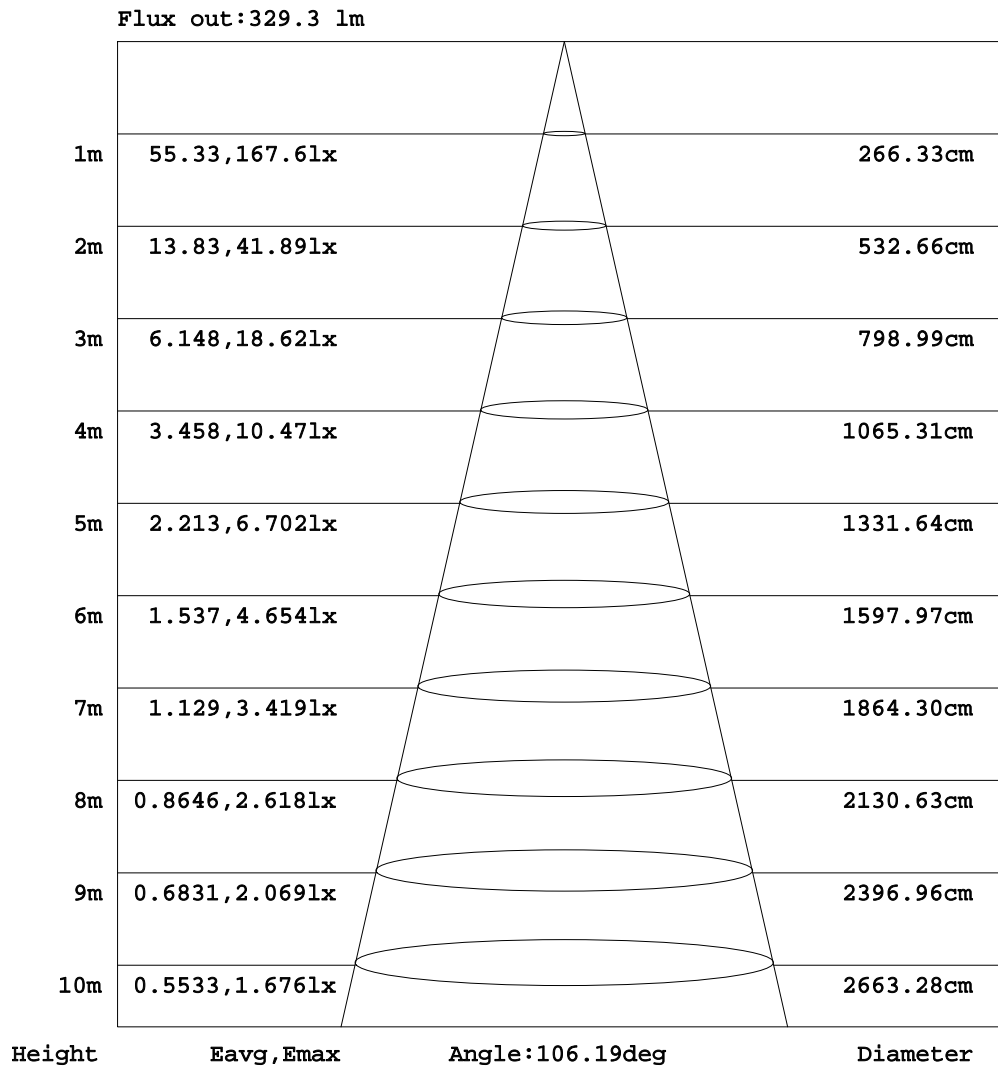 Flux out:329.3 lm
1m 55.33,167.6lx 266.33cm
2m 13.83,41.89lx 532.66cm
3m 6.148,18.62lx 798.99cm
4m 3.458,10.47lx 1065.31cm
5m 2.213,6.702lx 1331.64cm
6m 1.537,4.654lx 1597.97cm
7m 1.129,3.419lx 1864.30cm
8m 0.8646,2.618lx 2130.63cm
9m 0.6831,2.069lx 2396.96cm
10m 0.5533,1.676lx 2663.28cm
Height Eavg,Emax Angle:106.19deg Diameter